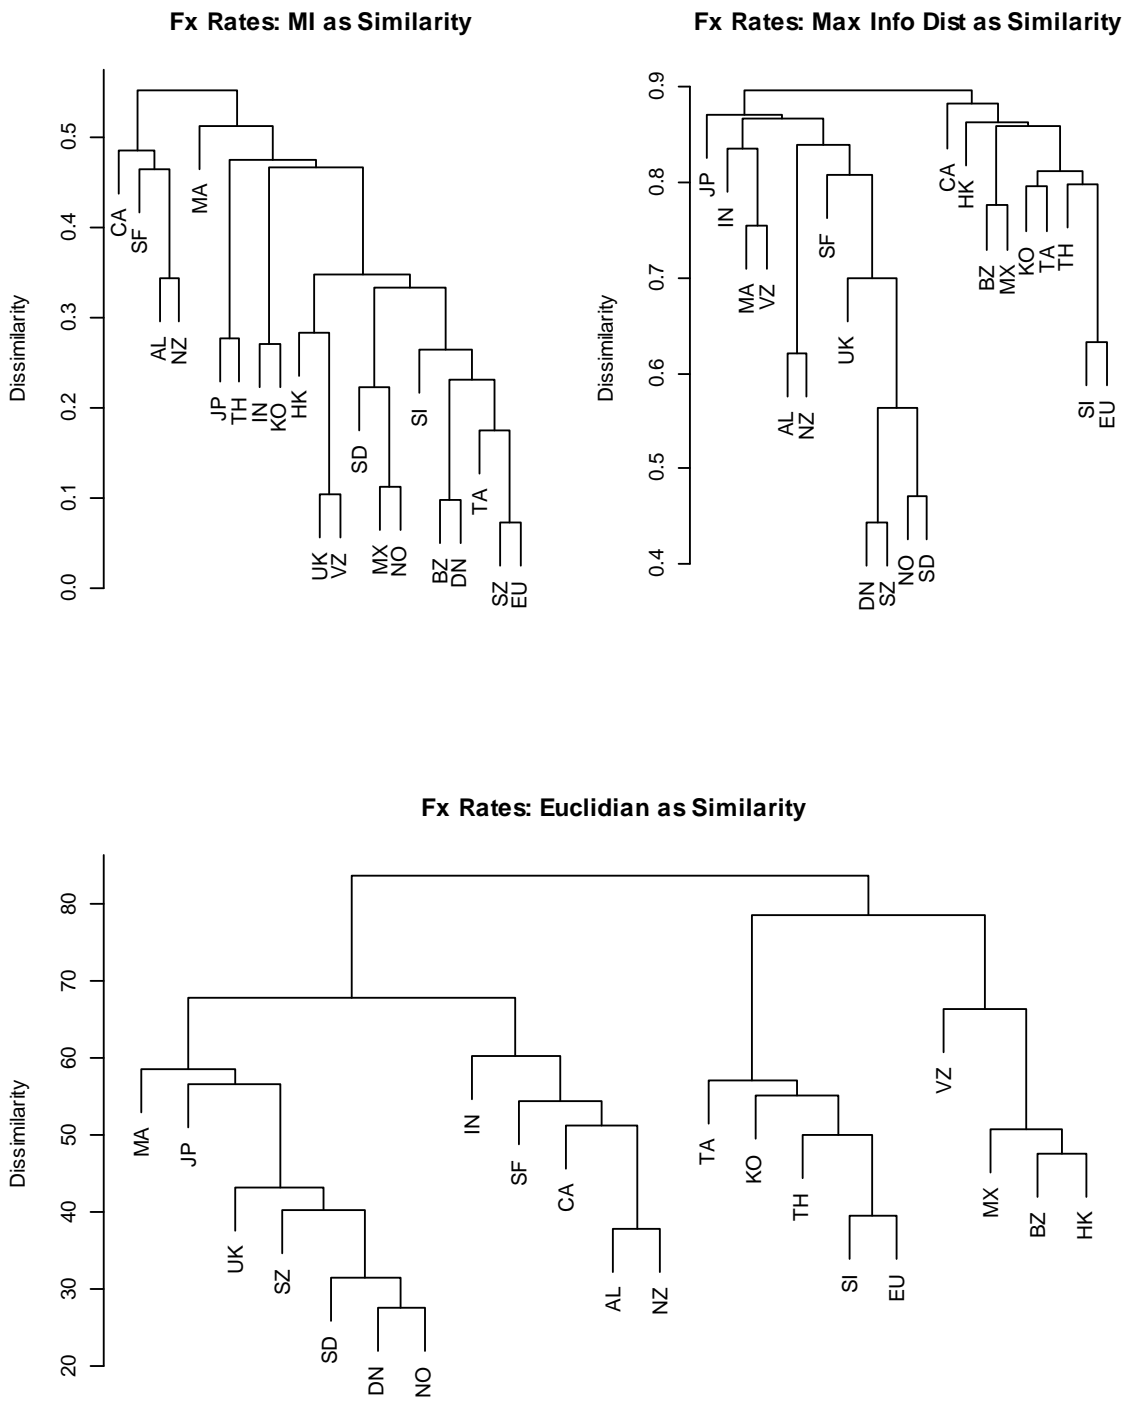 Fx Rates: MI as Similarity
Dissimilarity
0.5
0.4
0.3
0.2
0.1
0.0
CA
SF
AL
NZ
MA
JP
TH
IN
KO
HK
UK
VZ
SD
MX
NO
SI
BZ
DN
TA
SZ
EU
Fx Rates: Max Info Dist as Similarity
Dissimilarity
0.9
0.8
0.7
0.6
0.5
0.4
JP
IN
MA
VZ
AL
NZ
SF
UK
DN
SZ
NO
SD
CA
HK
BZ
MX
KO
TA
TH
SI
EU
Fx Rates: Euclidian as Similarity
Dissimilarity
80
70
60
50
40
30
20
MA
JP
UK
SZ
SD
DN
NO
IN
SF
CA
AL
NZ
TA
KO
TH
SI
EU
VZ
MX
BZ
HK